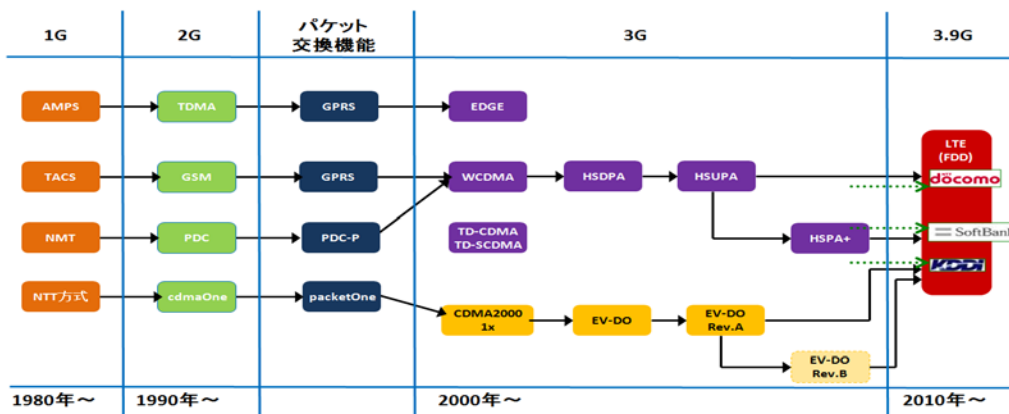 1G
2G
パケット
交換機能
3G
3.9G
AMPS
TDMA
GPRS
EDGE
LTE
(FDD)
TACS
GSM
GPRS
WCDMA
HSDPA
HSUPA
döcomo
NMT
PDC
PDC-P
TD-CDMA
TD-SCDMA
HSPA+
SoftBank
KDDI
NTT方式
cdmaOne
packetOne
CDMA2000
1x
EV-DO
EV-DO
Rev.A
EV-DO
Rev.B
1980年～
1990年～
2000年～
2010年～